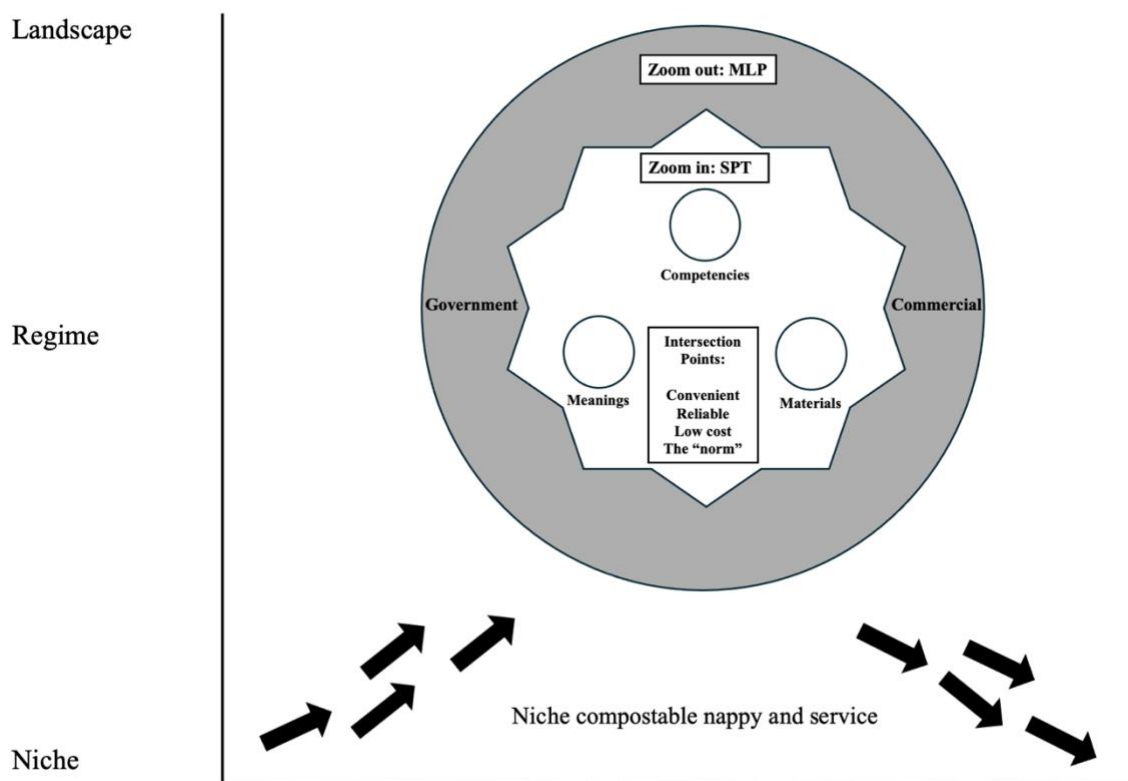 Landscape
Zoom out: MLP
Zoom in: SPT
Competencies
Government
Commercial
Regime
Intersection
Points:
Convenient
Reliable
Low cost
The “norm”
Meanings
Materials
Niche compostable nappy and service
Niche